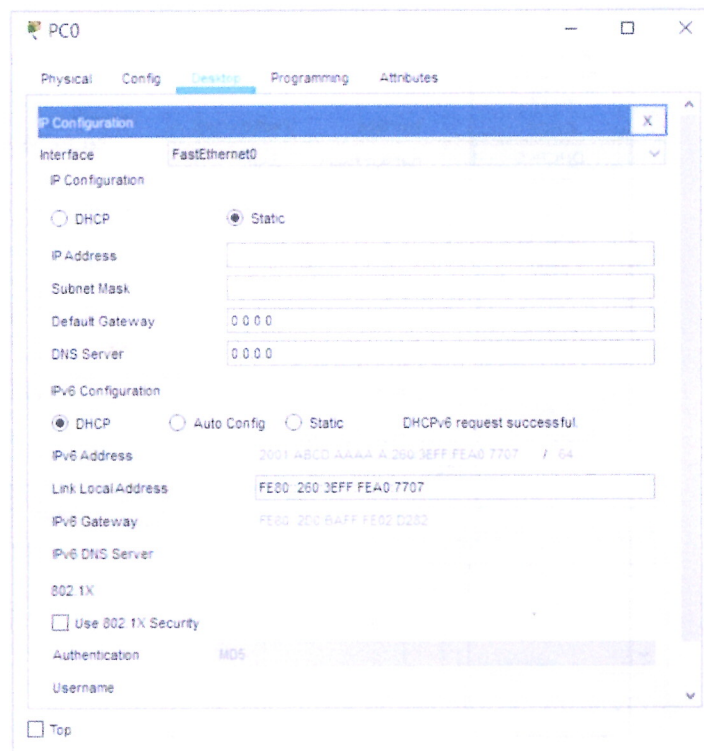 PC0
Physical Config Desktop Programming Attributes
IP Configuration X
Interface FastEthernet0
IP Configuration
DHCP Static
IP Address
Subnet Mask
Default Gateway 0.0.0.0
DNS Server 0.0.0.0
IPv6 Configuration
DHCP Auto Config Static DHCPv6 request successful.
IPv6 Address 2001:ABCD:AAAA:A:260:3EFF:FEA0:7707 / 64
Link Local Address FE80::260:3EFF:FEA0:7707
IPv6 Gateway FE80::2D0:BAFF:FE02:D282
IPv6 DNS Server
802.1X
Use 802.1X Security
Authentication MD5
Username
Top